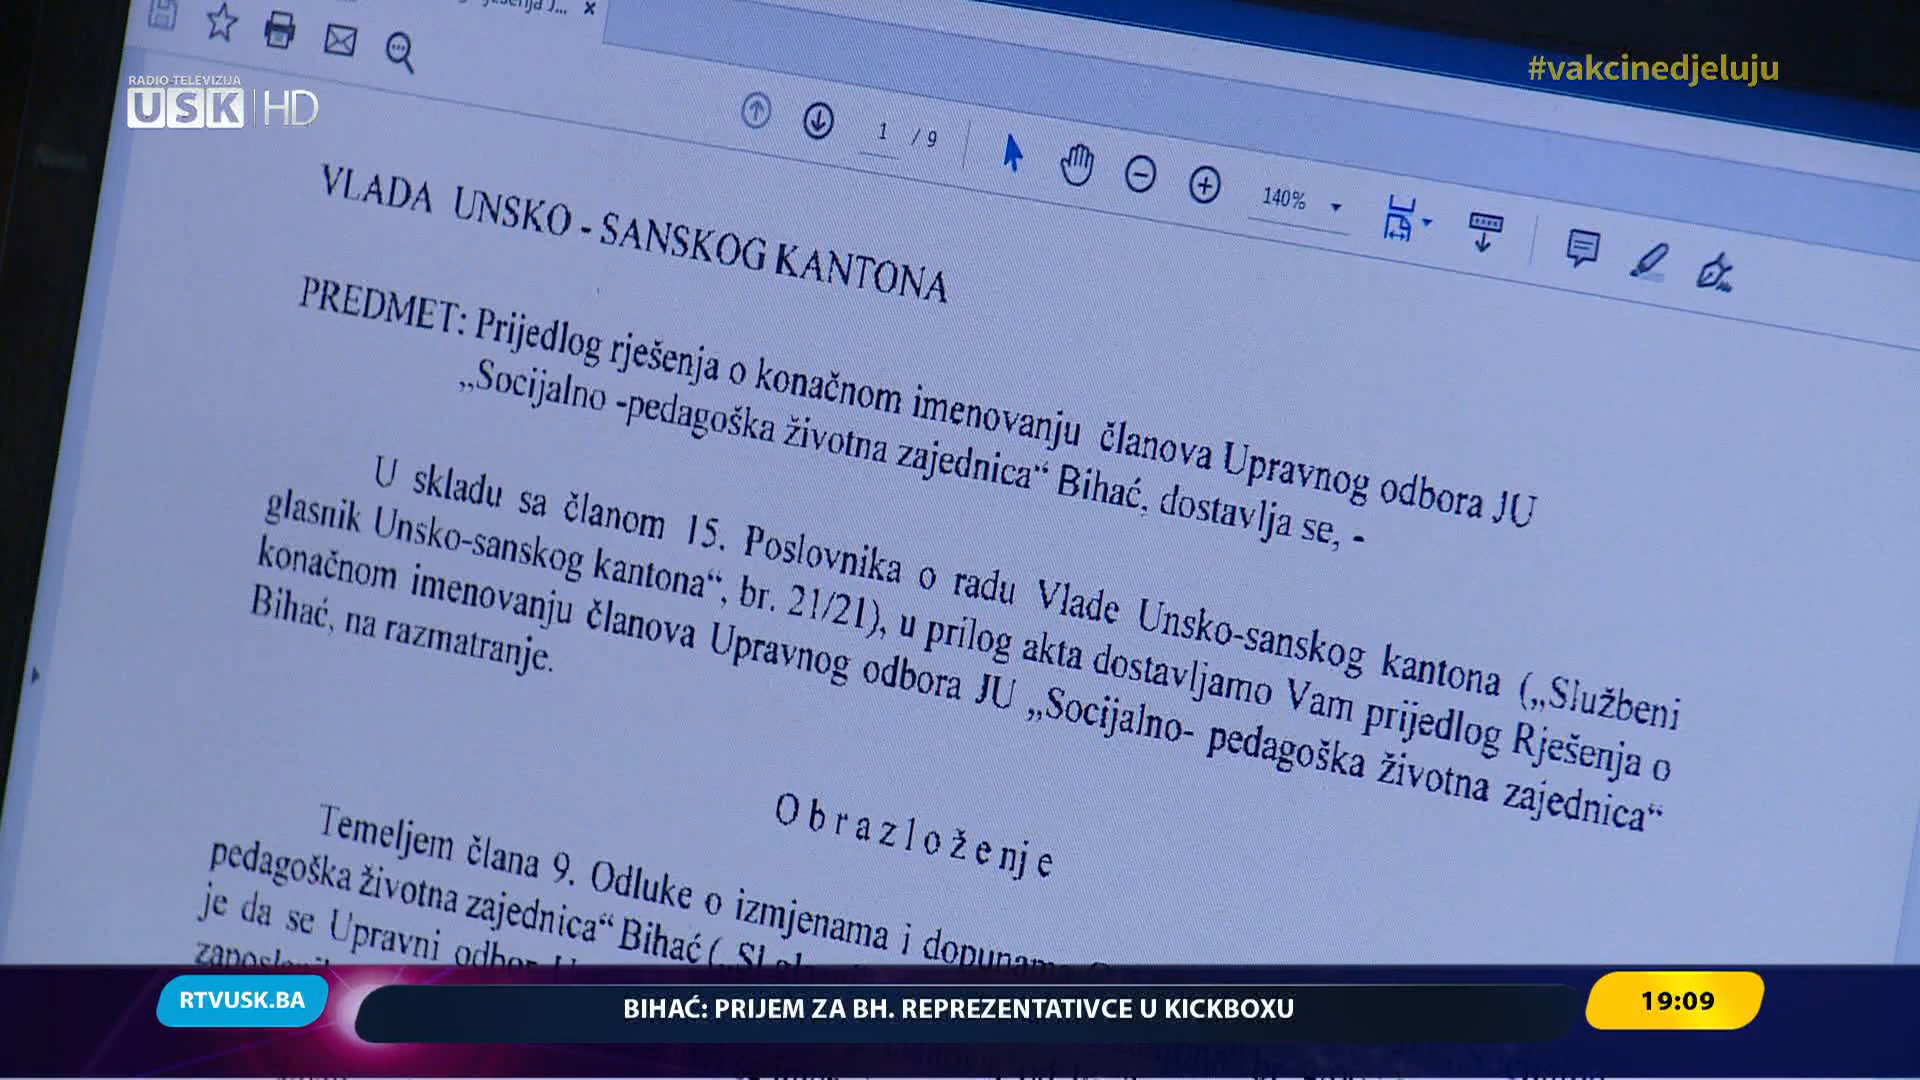 RADIO-TELEVIZIJA
USK HD
#vakcinedjeluju
1 / 9
140%
VLADA UNSKO - SANSKOG KANTONA
PREDMET: Prijedlog rješenja o konačnom imenovanju članova Upravnog odbora JU
„Socijalno -pedagoška životna zajednica“ Bihać, dostavlja se, -
U skladu sa članom 15. Poslovnika o radu Vlade Unsko-sanskog kantona („Službeni
glasnik Unsko-sanskog kantona“, br. 21/21), u prilog akta dostavljamo Vam prijedlog Rješenja o
konačnom imenovanju članova Upravnog odbora JU „Socijalno- pedagoška životna zajednica“
Bihać, na razmatranje.
O b r a z l o ž e nj e
Temeljem člana 9. Odluke o izmjenama i dopunama
pedagoška životna zajednica“ Bihać („Sl.
je da se Upravni odbor
RTVUSK.BA
BIHAĆ: PRIJEM ZA BH. REPREZENTATIVCE U KICKBOXU
19:09